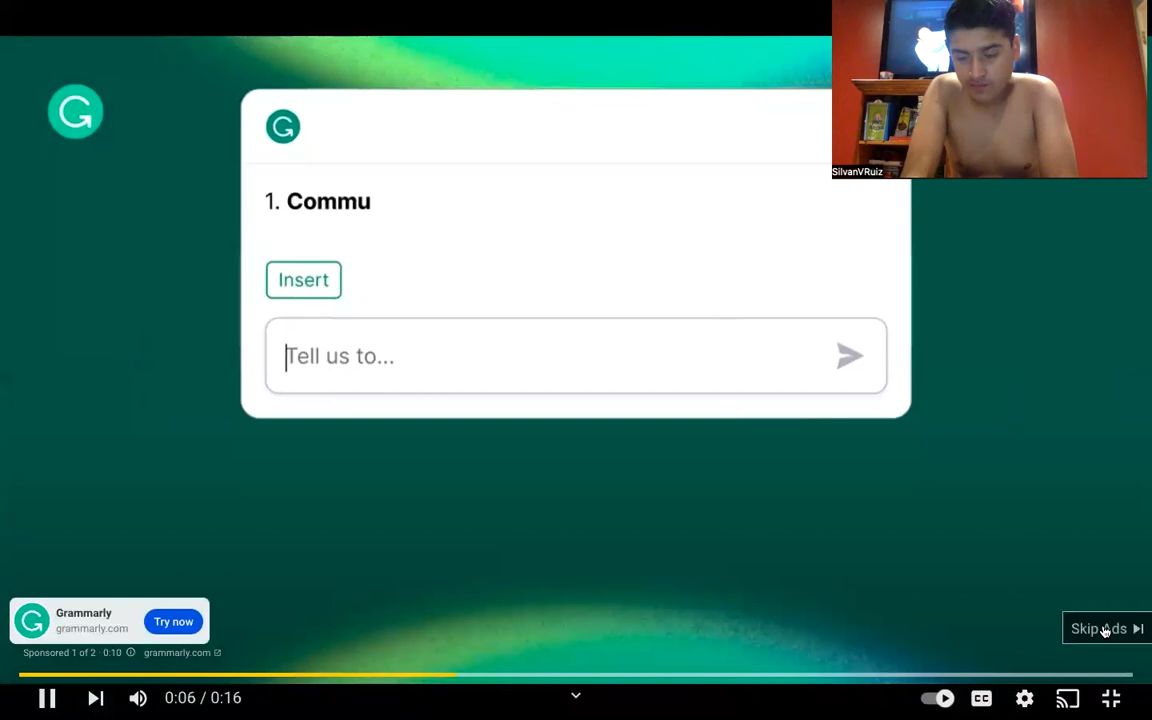 SilvanVRuiz
1. Commu
Insert
Tell us to...
Grammarly
grammarly.com
Try now
Skip Ads
Sponsored 1 of 2 · 0:10 grammarly.com
0:06 / 0:16
CC